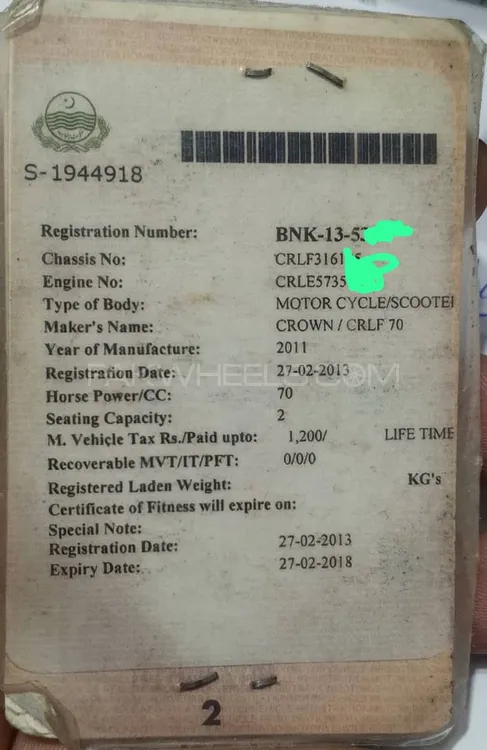 S-1944918
Registration Number: BNK-13-53
Chassis No: CRLF316
Engine No: CRLE5735
Type of Body: MOTOR CYCLE/SCOOTER
Maker's Name: CROWN / CRLF 70
Year of Manufacture: 2011
Registration Date: 27-02-2013
Horse Power/CC: 70
Seating Capacity: 2
M. Vehicle Tax Rs./Paid upto: 1,200/ LIFE TIME
Recoverable MVT/IT/PFT: 0/0/0
Registered Laden Weight: KG's
Certificate of Fitness will expire on:
Special Note:
Registration Date: 27-02-2013
Expiry Date: 27-02-2018
2
PAKWHEELS.COM